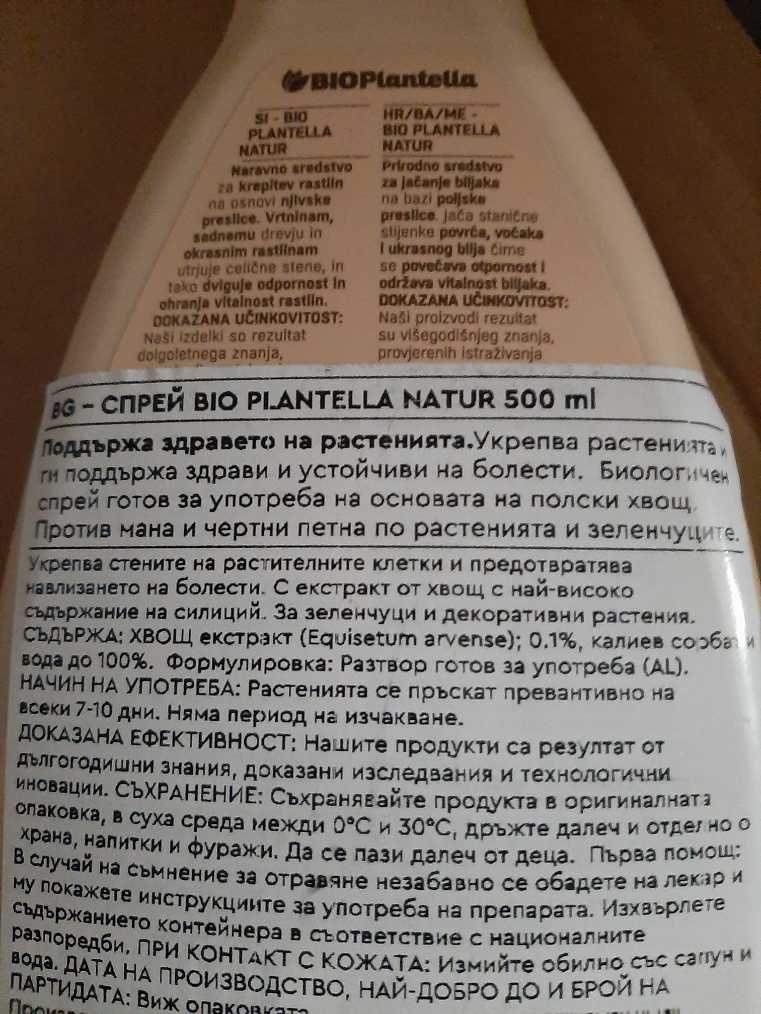 BIOPlantella
SI - BIO
PLANTELLA
NATUR
Naravno sredstvo
za krepitev rastlin
na osnovi njivske
preslice. Vrtninam,
sadnemu drevju in
okrasnim rastlinam
utrjuje celične stene, in
tako dviguje odpornost in
ohranja vitalnost rastlin.
DOKAZANA UČINKOVITOST:
Naši izdelki so rezultat
dolgoletnega znanja,
HR/BA/ME -
BIO PLANTELLA
NATUR
Prirodno sredstvo
za jačanje biljaka
na bazi poljske
preslice. Jača stanične
stijenke povrća, voćaka
i ukrasnog bilja čime
se povećava otpornost i
održava vitalnost biljaka.
DOKAZANA UČINKOVITOST:
Naši proizvodi rezultat
su višegodišnjeg znanja,
provjerenih istraživanja
BG - СПРЕЙ BIO PLANTELLA NATUR 500 ml
Поддържа здравето на растенията. Укрепва растенията и
ги поддържа здрави и устойчиви на болести. Биологичен
спрей готов за употреба на основата на полски хвощ.
Против мана и чертни петна по растенията и зеленчуците.
Укрепва стените на растителните клетки и предотвратява
навлизането на болести. С екстракт от хвощ с най-високо
съдържание на силиций. За зеленчуци и декоративни растения.
СЪДЪРЖА: ХВОЩ екстракт (Equisetum arvense); 0.1%, калиев сорбат и
вода до 100%. Формулировка: Разтвор готов за употреба (AL).
НАЧИН НА УПОТРЕБА: Растенията се пръскат превантивно на
всеки 7-10 дни. Няма период на изчакване.
ДОКАЗАНА ЕФЕКТИВНОСТ: Нашите продукти са резултат от
дългогодишни знания, доказани изследвания и технологични
иновации. СЪХРАНЕНИЕ: Съхранявайте продукта в оригиналната
опаковка, в суха среда между 0°C и 30°C, дръжте далеч и отделно о
храна, напитки и фуражи. Да се пази далеч от деца. Първа помощ:
В случай на съмнение за отравяне незабавно се обадете на лекар и
му покажете инструкциите за употреба на препарата. Изхвърлете
съдържанието контейнера в съответствие с националните
разпоредби. ПРИ КОНТАКТ С КОЖАТА: Измийте обилно със сапун и
вода. ДАТА НА ПРОИЗВОДСТВО, НАЙ-ДОБРО ДО И БРОЙ НА
ПАРТИДАТА: Виж опаковката.